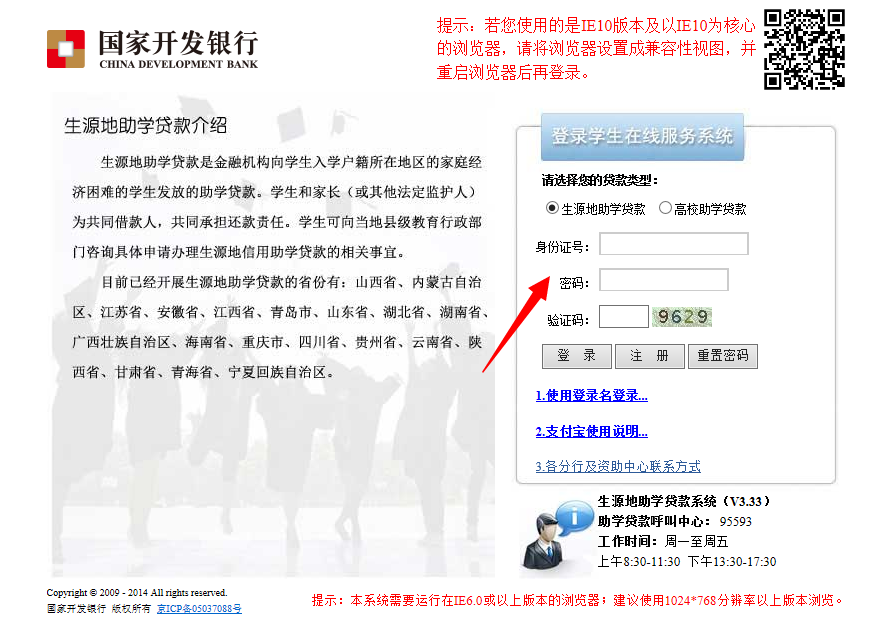 国家开发银行
CHINA DEVELOPMENT BANK
提示：若您使用的是IE10版本及以IE10为核心
的浏览器，请将浏览器设置成兼容性视图，并
重启浏览器后再登录。
生源地助学贷款介绍
生源地助学贷款是金融机构向学生入学户籍所在地区的家庭经
济困难的学生发放的助学贷款。学生和家长（或其他法定监护人）
为共同借款人，共同承担还款责任。学生可向当地县级教育行政部
门咨询具体申请办理生源地信用助学贷款的相关事宜。
目前已经开展生源地助学贷款的省份有：山西省、内蒙古自治
区、江苏省、安徽省、江西省、青岛市、山东省、湖北省、湖南省、
广西壮族自治区、海南省、重庆市、四川省、贵州省、云南省、陕
西省、甘肃省、青海省、宁夏回族自治区。
登录学生在线服务系统
请选择您的贷款类型：
生源地助学贷款 高校助学贷款
身份证号：
密码：
验证码： 9629
登 录 注 册 重置密码
1.使用登录名登录...
2.支付宝使用说明...
3.各分行及资助中心联系方式
生源地助学贷款系统（V3.33）
助学贷款呼叫中心： 95593
工作时间：周一至周五
上午8:30-11:30 下午13:30-17:30
Copyright © 2009 - 2014 All rights reserved.
国家开发银行 版权所有 京ICP备05037088号
提示：本系统需要运行在IE6.0或以上版本的浏览器；建议使用1024*768分辨率以上版本浏览。